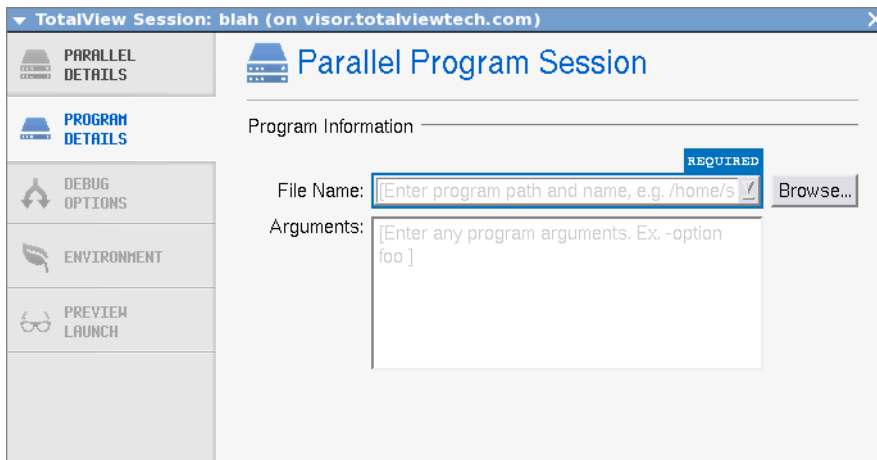 TotalView Session: blah (on visor.totalviewtech.com)
PARALLEL
DETAILS
PROGRAM
DETAILS
DEBUG
OPTIONS
ENVIRONMENT
PREVIEW
LAUNCH
Parallel Program Session
Program Information
REQUIRED
File Name: [Enter program path and name, e.g. /home/s Browse...
Arguments: [Enter any program arguments. Ex. -option
foo ]